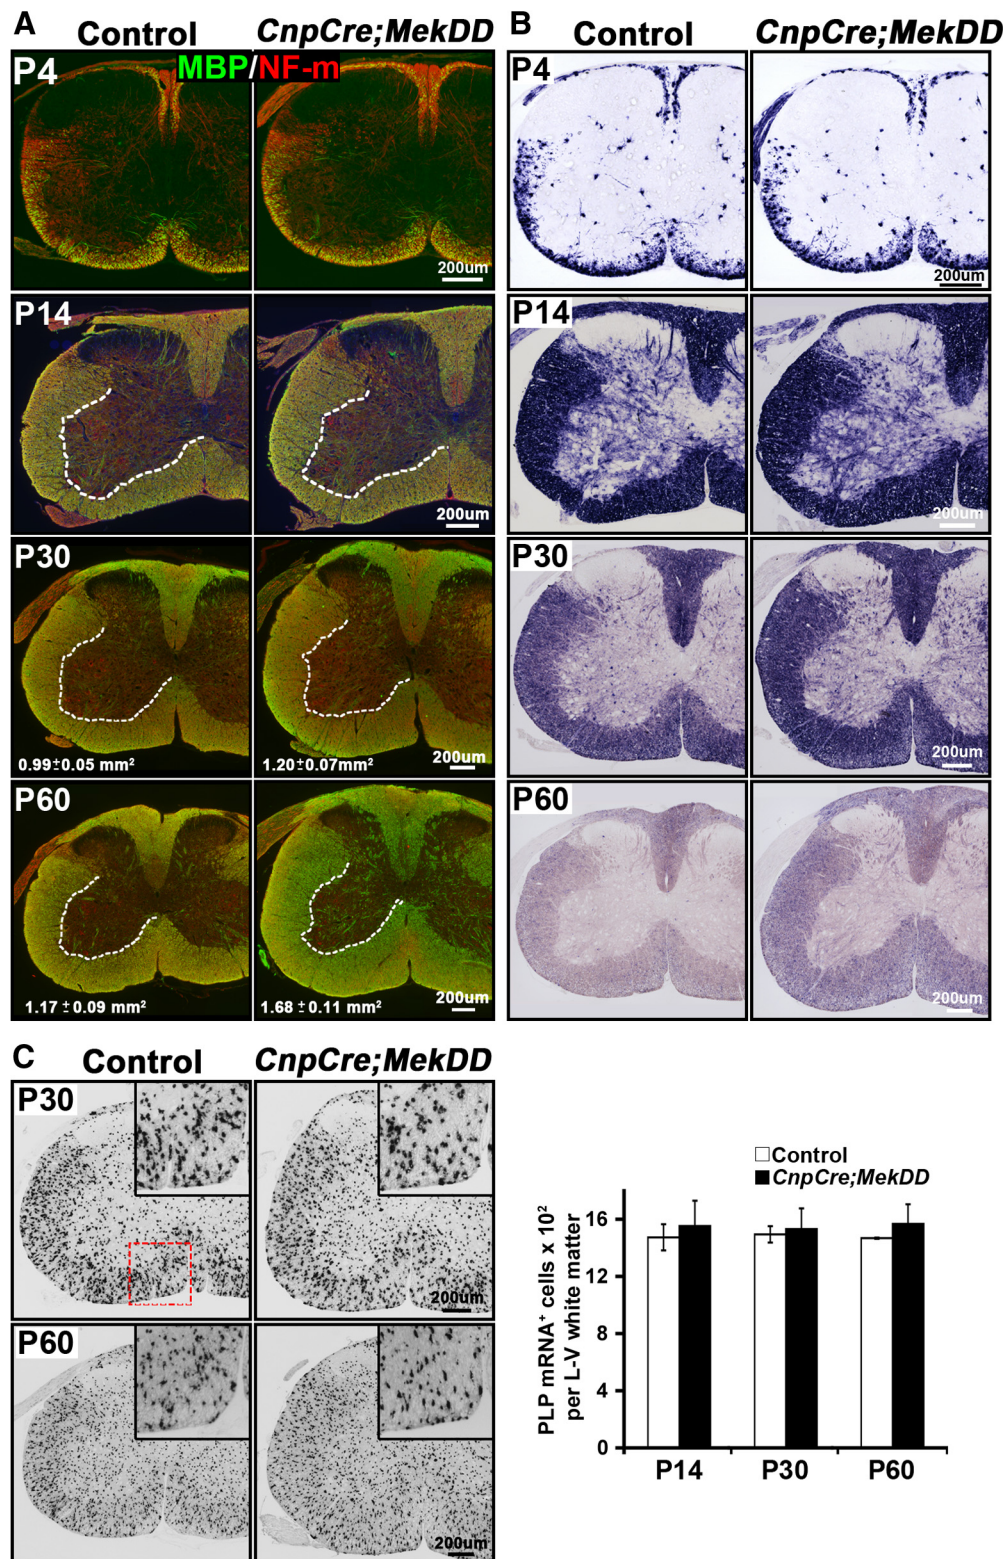 A
Control
CnpCre;MekDD
P4
MBP/NF-m
200um
P14
200um
P30
0.99±0.05 mm²
1.20±0.07mm²
200um
P60
1.17 ±0.09 mm²
1.68 ±0.11 mm²
200um
B
Control
CnpCre;MekDD
P4
200um
P14
200um
P30
200um
P60
200um
C
Control
CnpCre;MekDD
P30
200um
P60
200um
Control
CnpCre;MekDD
PLP mRNA⁺ cells x 10²
per L-V white matter
16
12
8
4
0
P14
P30
P60